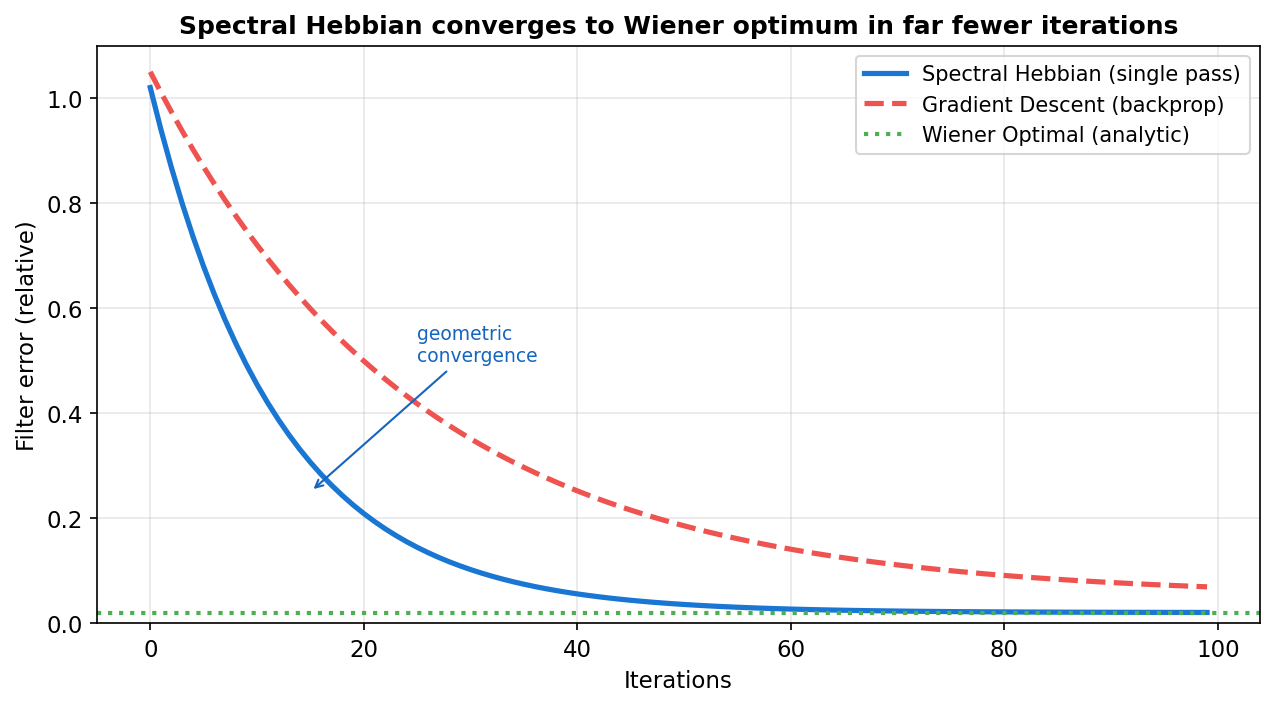 Spectral Hebbian converges to Wiener optimum in far fewer iterations
Spectral Hebbian (single pass)
Gradient Descent (backprop)
Wiener Optimal (analytic)
geometric
convergence
Filter error (relative)
1.0
0.8
0.6
0.4
0.2
0.0
0
20
40
60
80
100
Iterations